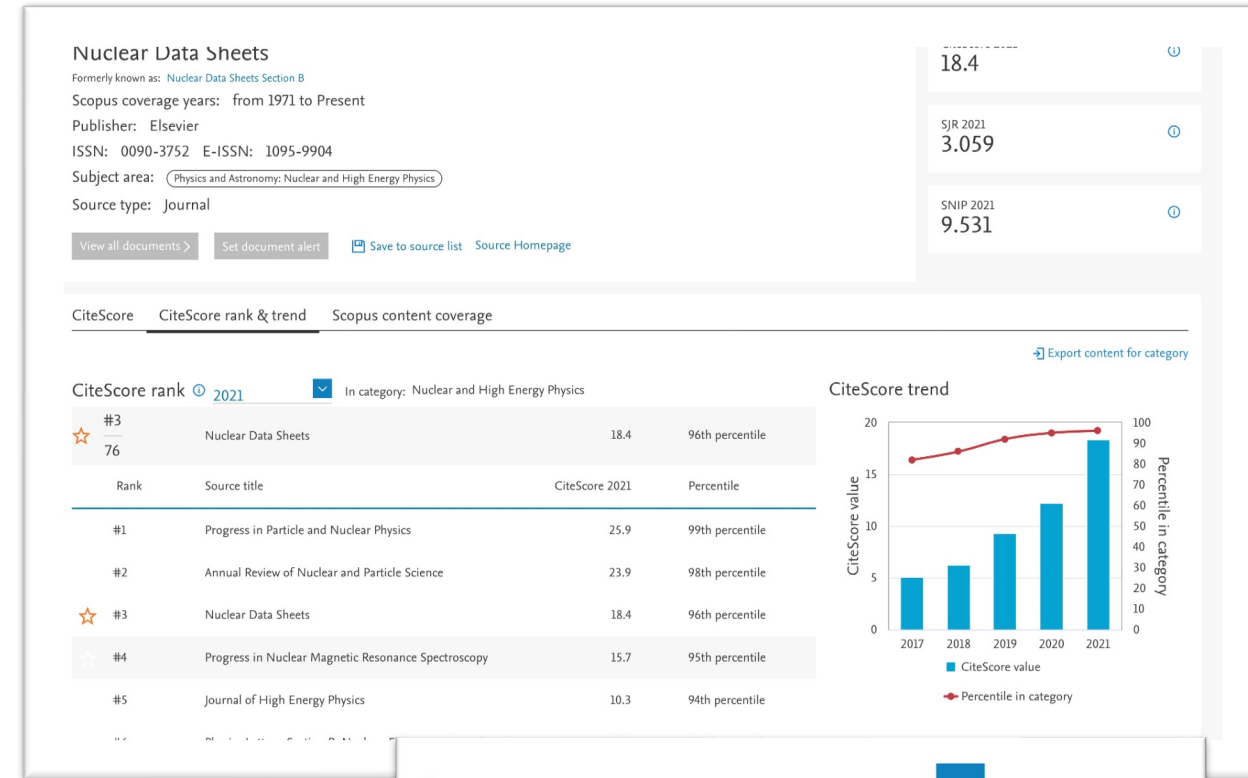 Nuclear Data Sheets
Formerly known as: Nuclear Data Sheets Section B
Scopus coverage years: from 1971 to Present
Publisher: Elsevier
ISSN: 0090-3752 E-ISSN: 1095-9904
Subject area: Physics and Astronomy: Nuclear and High Energy Physics
Source type: Journal
View all documents > Set document alert Save to source list Source Homepage
18.4
SJR 2021
3.059
SNIP 2021
9.531
CiteScore CiteScore rank & trend Scopus content coverage
Export content for category
CiteScore rank 2021 In category: Nuclear and High Energy Physics
#3
76
Nuclear Data Sheets 18.4 96th percentile
Rank Source title CiteScore 2021 Percentile
#1 Progress in Particle and Nuclear Physics 25.9 99th percentile
#2 Annual Review of Nuclear and Particle Science 23.9 98th percentile
#3 Nuclear Data Sheets 18.4 96th percentile
#4 Progress in Nuclear Magnetic Resonance Spectroscopy 15.7 95th percentile
#5 Journal of High Energy Physics 10.3 94th percentile
CiteScore trend
CiteScore value
20
15
10
5
0
100
90
80
70
60
50
40
30
20
10
0
Percentile in category
2017 2018 2019 2020 2021
CiteScore value
Percentile in category